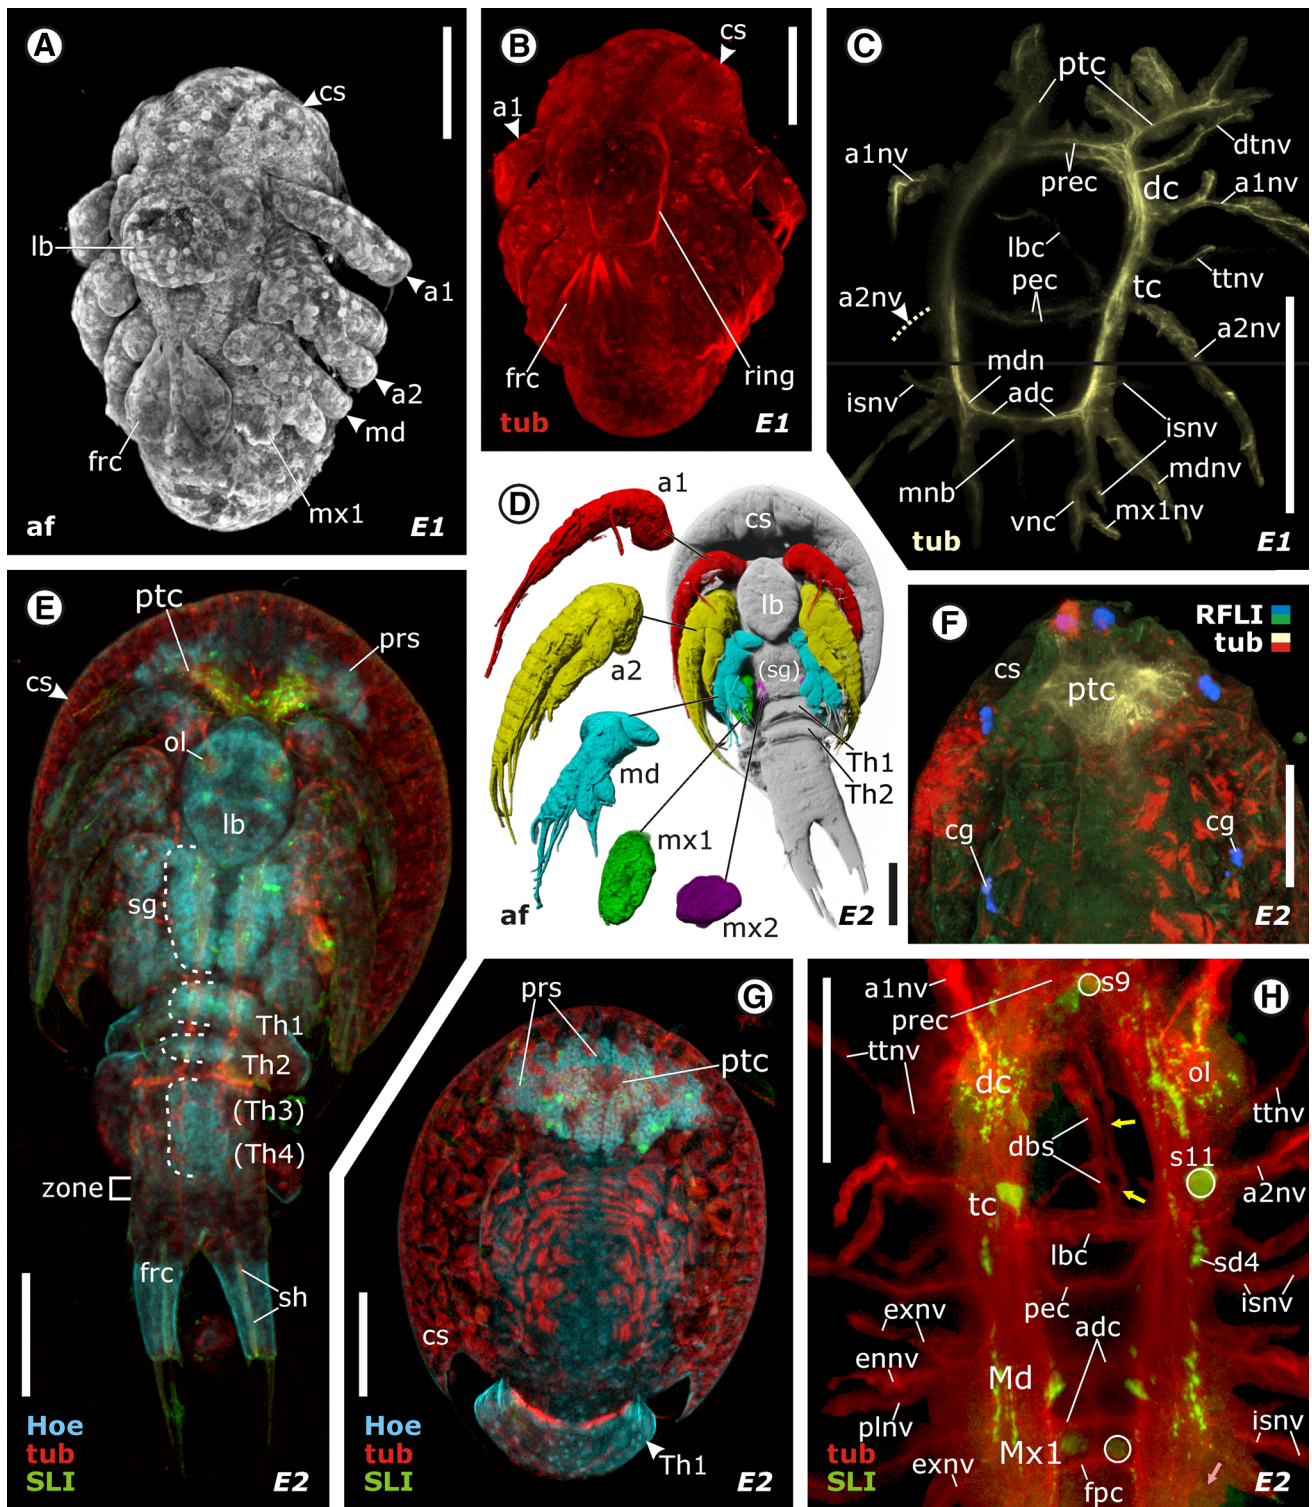 A
cs
lb
a1
a2
md
frc
mx1
af
E1
B
cs
a1
frc
ring
tub
E1
C
ptc
a1nv
prec
dtnv
dc
a1nv
lbc
pec
ttnv
tc
a2nv
a2nv
mdn
adc
isnv
isnv
mnb
mdnv
vnc
mx1nv
tub
E1
D
a1
cs
lb
a2
(sg)
md
Th1
Th2
mx1
mx2
af
E2
E
ptc
prs
cs
ol
lb
sg
Th1
Th2
(Th3)
(Th4)
zone
frc
sh
Hoe
tub
SLI
E2
F
RFLI
tub
cs
ptc
cg
cg
E2
G
prs
ptc
cs
Th1
Hoe
tub
SLI
E2
H
a1nv
s9
prec
ttnv
dc
ol
ttnv
dbs
s11
tc
a2nv
lbc
sd4
pec
isnv
exnv
adc
ennv
Md
plnv
isnv
Mx1
exnv
fpc
tub
SLI
E2